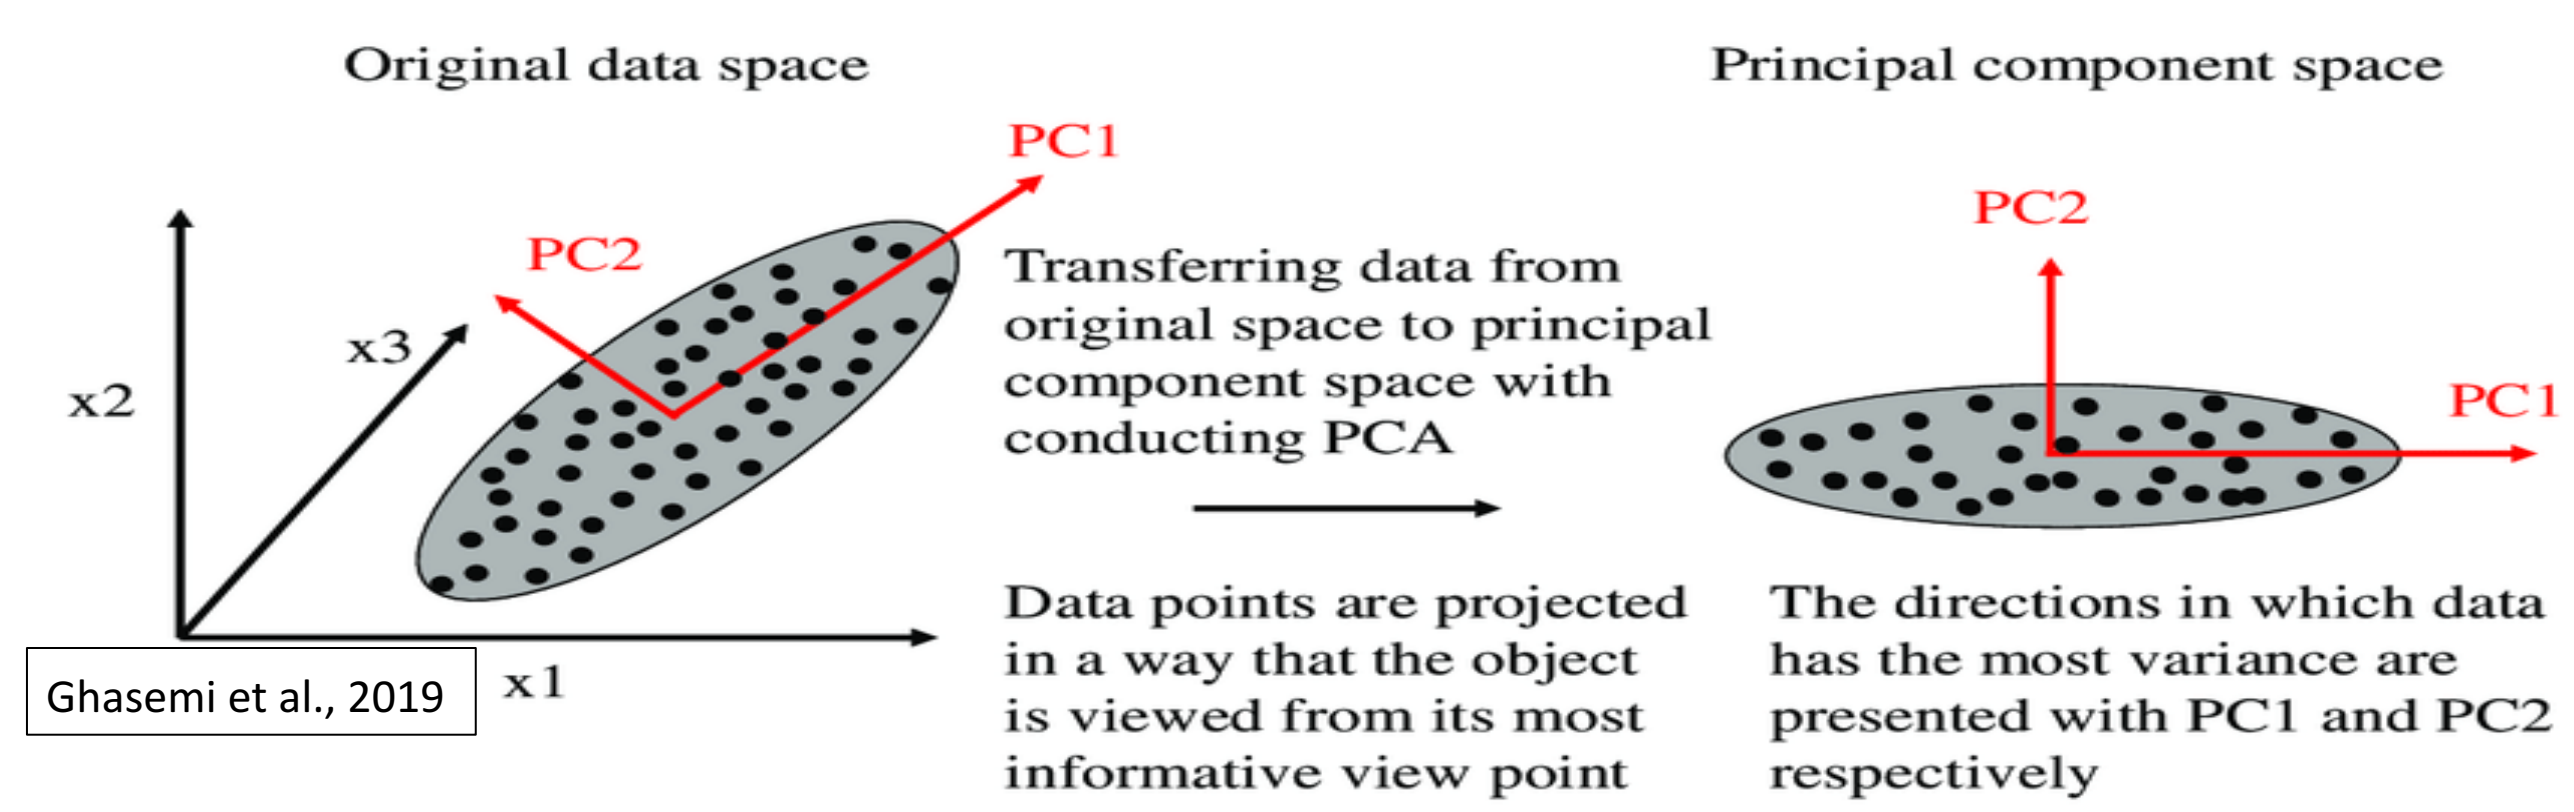 Original data space
Principal component space
PC1
PC2
x3
x2
x1
Ghasemi et al., 2019
Transferring data from
original space to principal
component space with
conducting PCA
Data points are projected
in a way that the object
is viewed from its most
informative view point
PC2
PC1
The directions in which data
has the most variance are
presented with PC1 and PC2
respectively